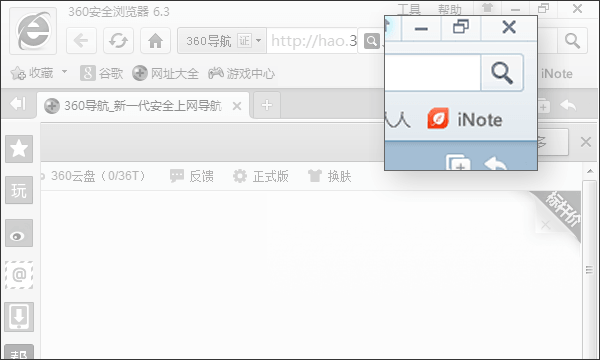 360安全浏览器 6.3
工具 帮助
360导航 证 http://hao.3
收藏 谷歌 网址大全 游戏中心
人人 iNote
iNote
360导航_新一代安全上网导航
多
玩
360云盘（0/36T） 反馈 正式版 换肤
标杆价
@